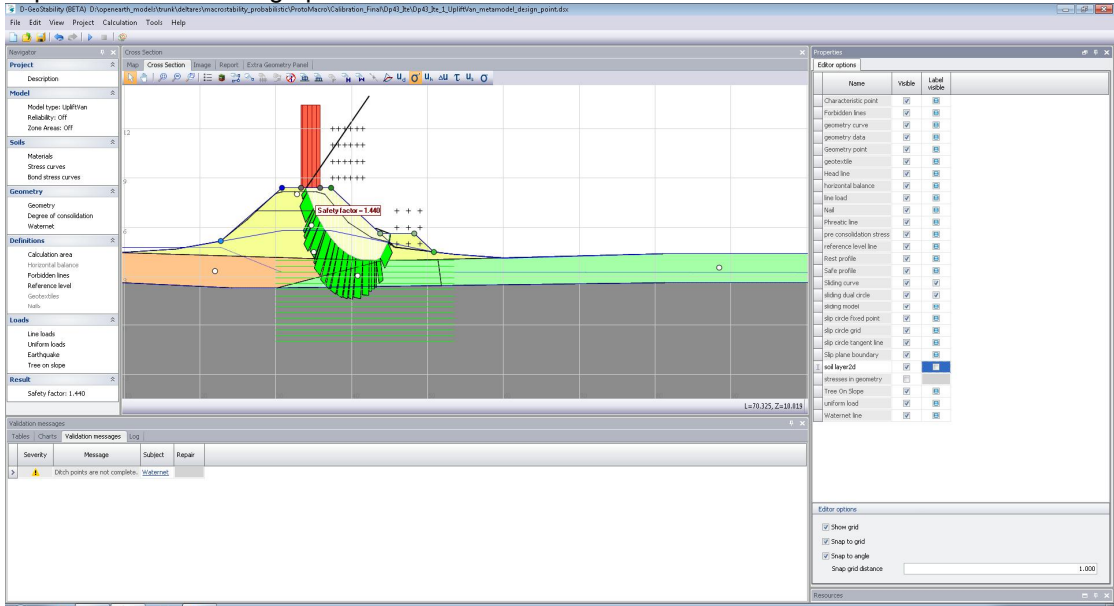 D-GeoStability (BETA) D:\openearth_models\trunk\deltares\macrostability_probabilistic\ProtoMacro\Calibration_Final\Dp43_Ite\Dp43_Ite_1_UpliftVan_metamodel_design_point.dsx
File Edit View Project Calculation Tools Help
Navigator
Project
Description
Model
Model type: UpliftVan
Reliability: Off
Zone Areas: Off
Soils
Materials
Stress curves
Bond stress curves
Geometry
Geometry
Degree of consolidation
Waternet
Definitions
Calculation area
Horizontal balance
Forbidden lines
Reference level
Geotextiles
Nails
Loads
Line loads
Uniform loads
Earthquake
Tree on slope
Result
Safety factor: 1.440
Cross Section
Map Cross Section Image Report Extra Geometry Panel
12
9
6
Safety factor = 1.440
L=70.325, Z=10.019
Validation messages
Tables Charts Validation messages Log
Severity Message Subject Repair
Ditch points are not complete. Waternet
Properties
Editor options
Name Visible Label visible
Characteristic point
Forbidden lines
geometry curve
geometry data
Geometry point
geotextile
Head line
horizontal balance
line load
Nail
Phreatic line
pre consolidation stress
reference level line
Rest profile
Safe profile
Sliding curve
sliding dual circle
sliding model
slip circle fixed point
slip circle grid
slip circle tangent line
Slip plane boundary
soil layer2d
stresses in geometry
Tree On Slope
uniform load
Waternet line
Editor options
Show grid
Snap to grid
Snap to angle
Snap grid distance 1.000
Resources